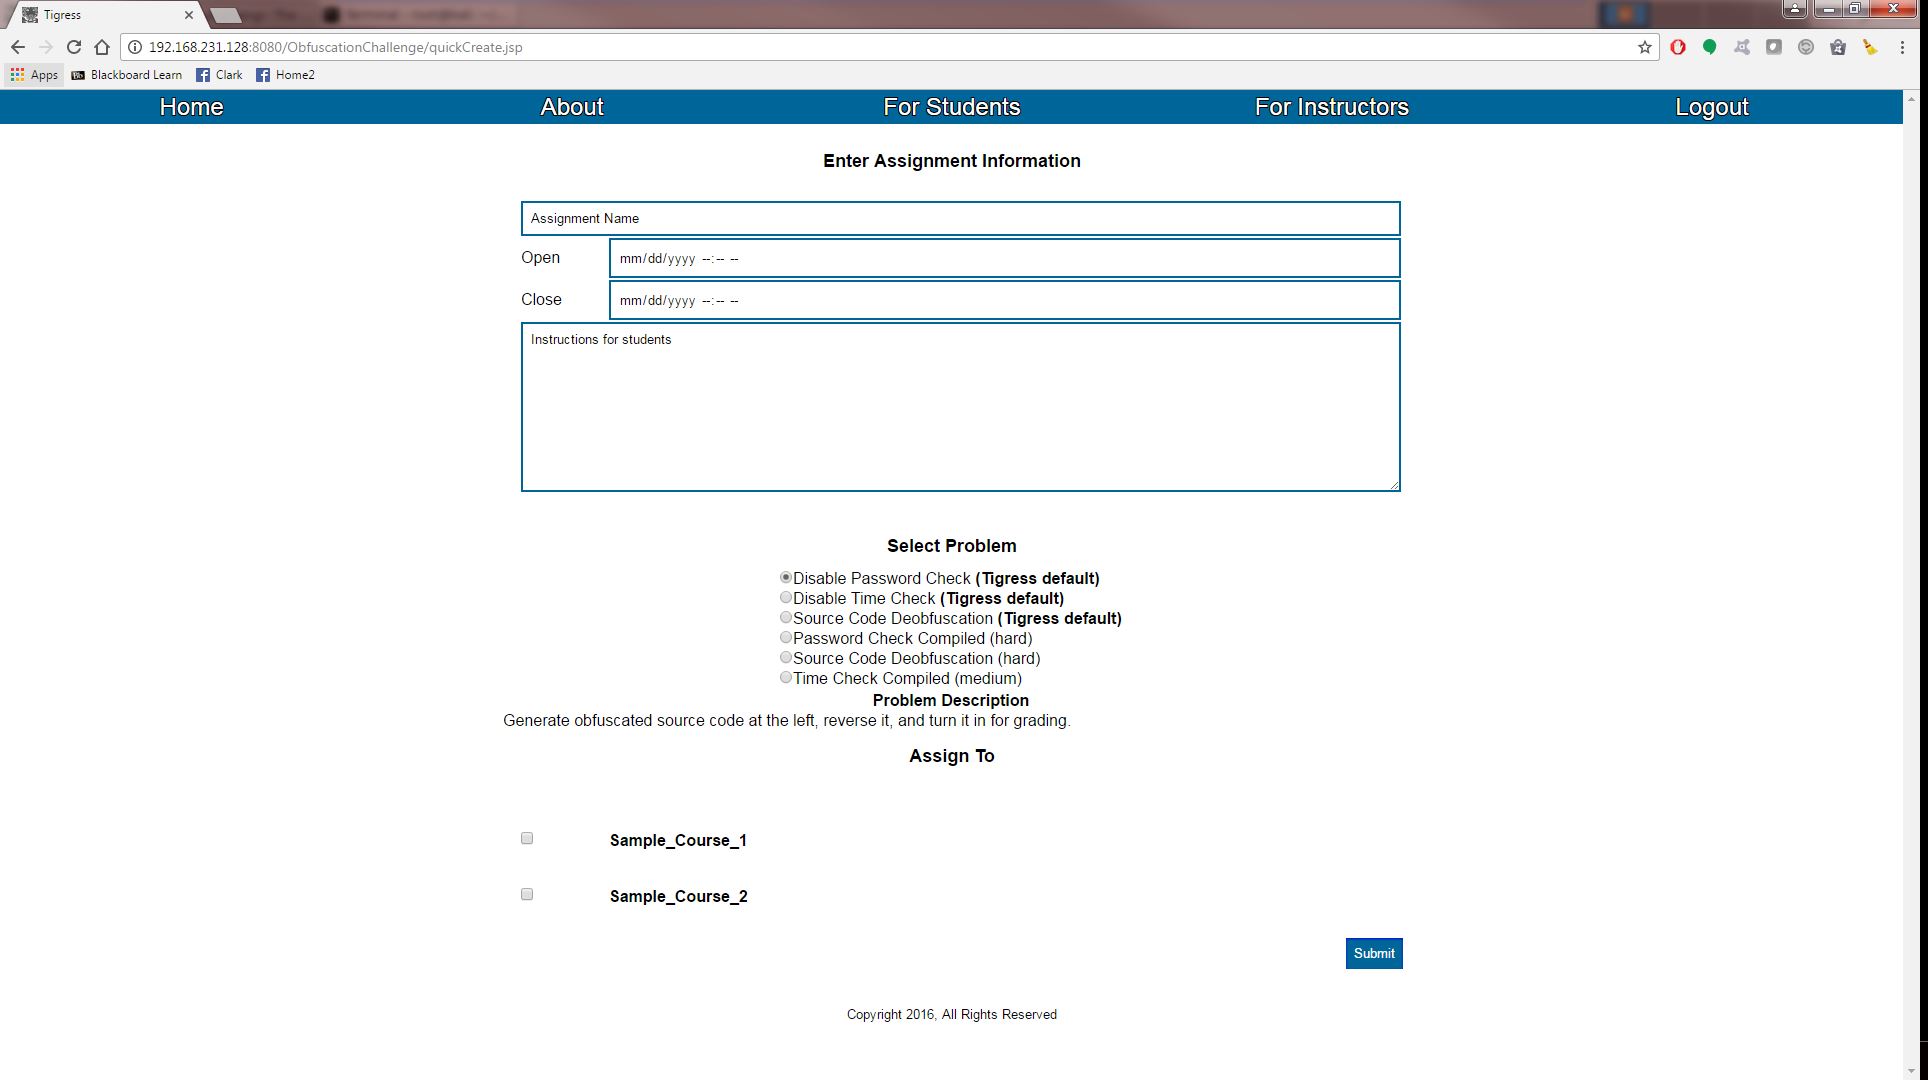 Tigress
192.168.231.128:8080/ObfuscationChallenge/quickCreate.jsp
Apps Bb Blackboard Learn Clark Home2
Home About For Students For Instructors Logout
Enter Assignment Information
Assignment Name
Open mm/dd/yyyy --:-- --
Close mm/dd/yyyy --:-- --
Instructions for students
Select Problem
Disable Password Check (Tigress default)
Disable Time Check (Tigress default)
Source Code Deobfuscation (Tigress default)
Password Check Compiled (hard)
Source Code Deobfuscation (hard)
Time Check Compiled (medium)
Problem Description
Generate obfuscated source code at the left, reverse it, and turn it in for grading.
Assign To
Sample_Course_1
Sample_Course_2
Submit
Copyright 2016, All Rights Reserved